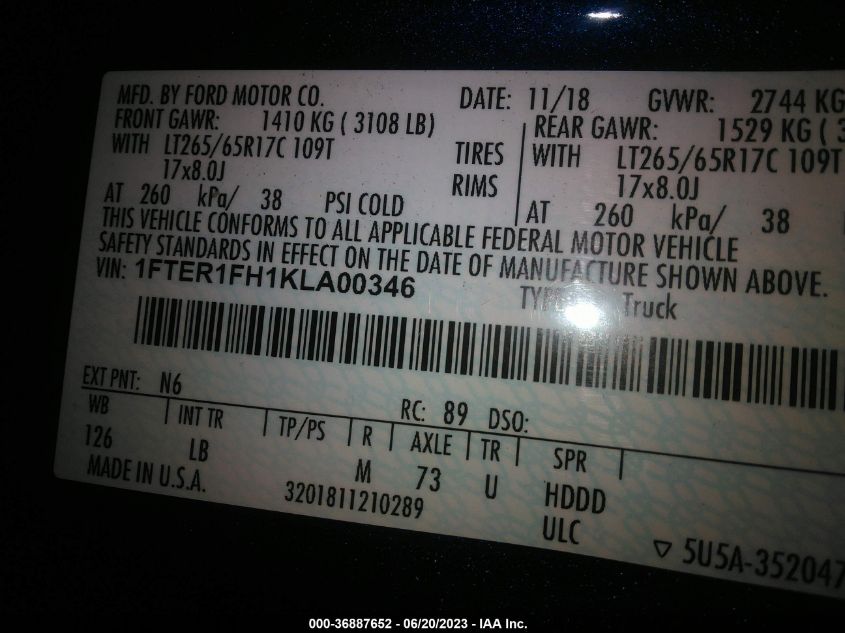 MFD. BY FORD MOTOR CO. DATE: 11/18 GVWR: 2744 KG
FRONT GAWR: 1410 KG ( 3108 LB) REAR GAWR: 1529 KG ( 3
WITH LT265/65R17C 109T TIRES WITH LT265/65R17C 109T
17x8.0J RIMS 17x8.0J
AT 260 kPa/ 38 PSI COLD AT 260 kPa/ 38
THIS VEHICLE CONFORMS TO ALL APPLICABLE FEDERAL MOTOR VEHICLE
SAFETY STANDARDS IN EFFECT ON THE DATE OF MANUFACTURE SHOWN ABOVE.
VIN: 1FTER1FH1KLA00346 TYPE: Truck
EXT PNT: N6 RC: 89 DSO:
WB INT TR TP/PS R AXLE TR SPR
126 LB M 73 U HDDD
MADE IN U.S.A. 3201811210289 ULC
5U5A-352047
000-36887652 - 06/20/2023 - IAA Inc.